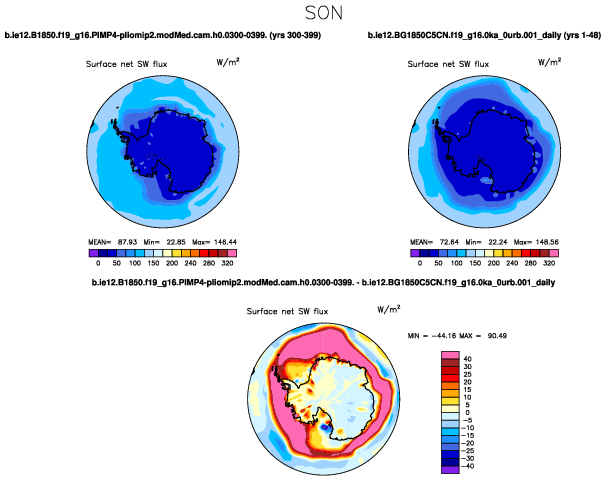 SON
b.ie12.B1850.f19_g16.PIMP4-pliomip2.modMed.cam.h0.0300-0399. (yrs 300-399)
b.ie12.BG1850C5CN.f19_g16.0ka_0urb.001_daily (yrs 1-48)
Surface net SW flux W/m²
Surface net SW flux W/m²
MEAN= 87.93 Min= 22.85 Max= 146.44
MEAN= 72.64 Min= 22.24 Max= 148.56
0 50 100 150 200 240 280 320
0 50 100 150 200 240 280 320
b.ie12.B1850.f19_g16.PIMP4-pliomip2.modMed.cam.h0.0300-0399. - b.ie12.BG1850C5CN.f19_g16.0ka_0urb.001_daily
Surface net SW flux W/m²
MIN = -44.16 MAX = 90.49
40
35
30
25
20
15
10
5
0
-5
-10
-15
-20
-25
-30
-35
-40